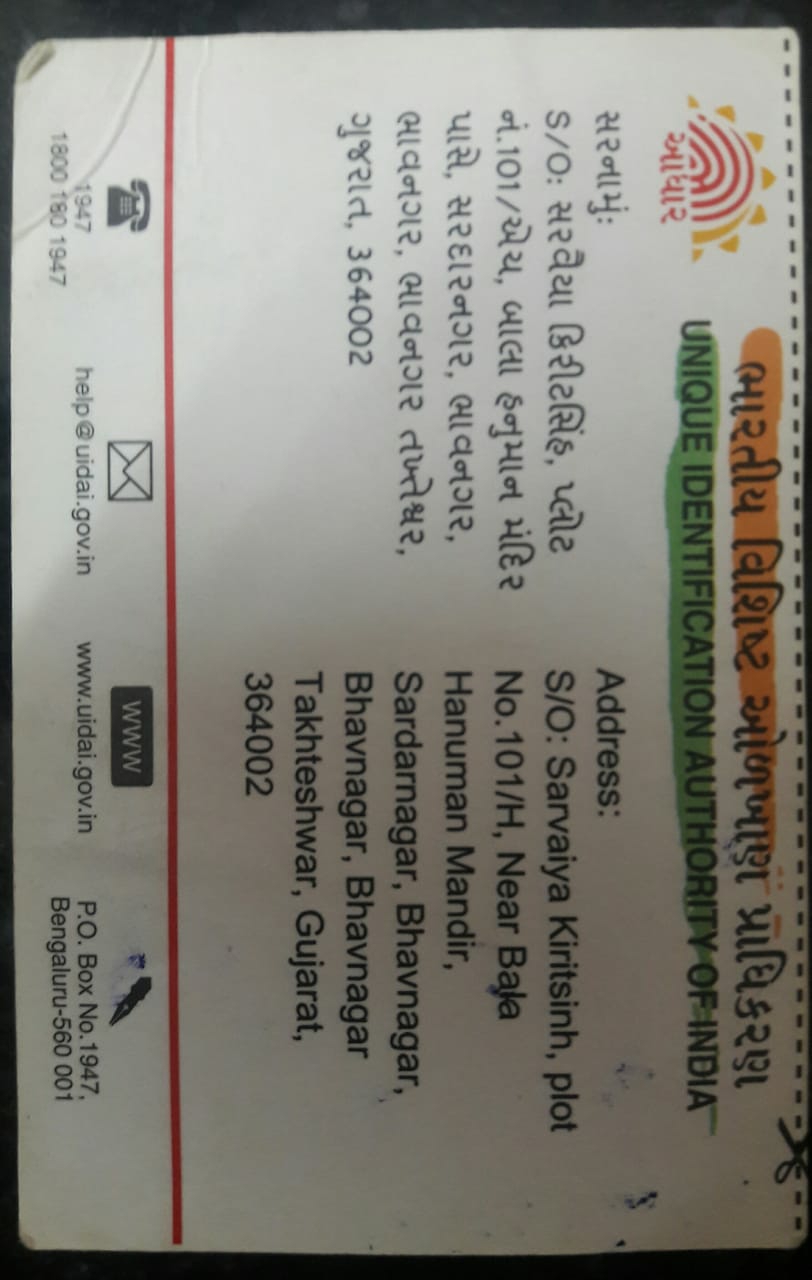 ભારતીય વિશિષ્ટ ઓળખાણ પ્રાધિકરણ
UNIQUE IDENTIFICATION AUTHORITY OF INDIA
આધાર
સરનામું:
S/O: સરવૈયા કિરીટસિંહ, પ્લોટ
નં.101/એચ, બાલા હનુમાન મંદિર
પાસે, સરદારનગર, ભાવનગર,
ભાવનગર, ભાવનગર તખ્તેશ્વર,
ગુજરાત, 364002
Address:
S/O: Sarvaiya Kiritsinh, plot
No.101/H, Near Bala
Hanuman Mandir,
Sardarnagar, Bhavnagar,
Bhavnagar, Bhavnagar
Takhteshwar, Gujarat,
364002
1947
1800 180 1947
help@uidai.gov.in
WWW
www.uidai.gov.in
P.O. Box No.1947,
Bengaluru-560 001